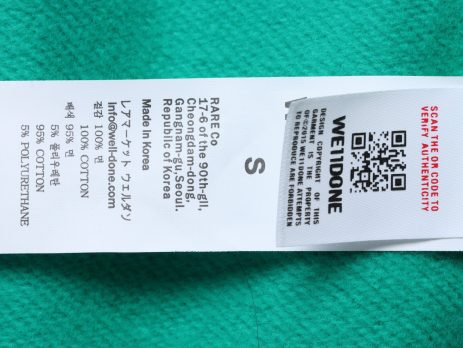 SCAN THE QR CODE TO
VERIFY AUTHENTICITY
WE11DONE
DESIGN COPYRIGHT OF THIS
GARMENT IS THE PROPERTY
OF©2015 WE11DONE ATTEMPTS
TO REPRODUCE ARE FORBIDDEN
S
RARE Co
17-6 of the 90th-gil,
Cheongdam-dong,
Gangnam-gu,Seoul.
Republic of Korea
Made In Korea
レアマーケット ウェルダン
info@well-done.com
겉감 100% 면
100% COTTON
배색 95% 면
5% 폴리우레탄
95% COTTON
5% POLYURETHANE